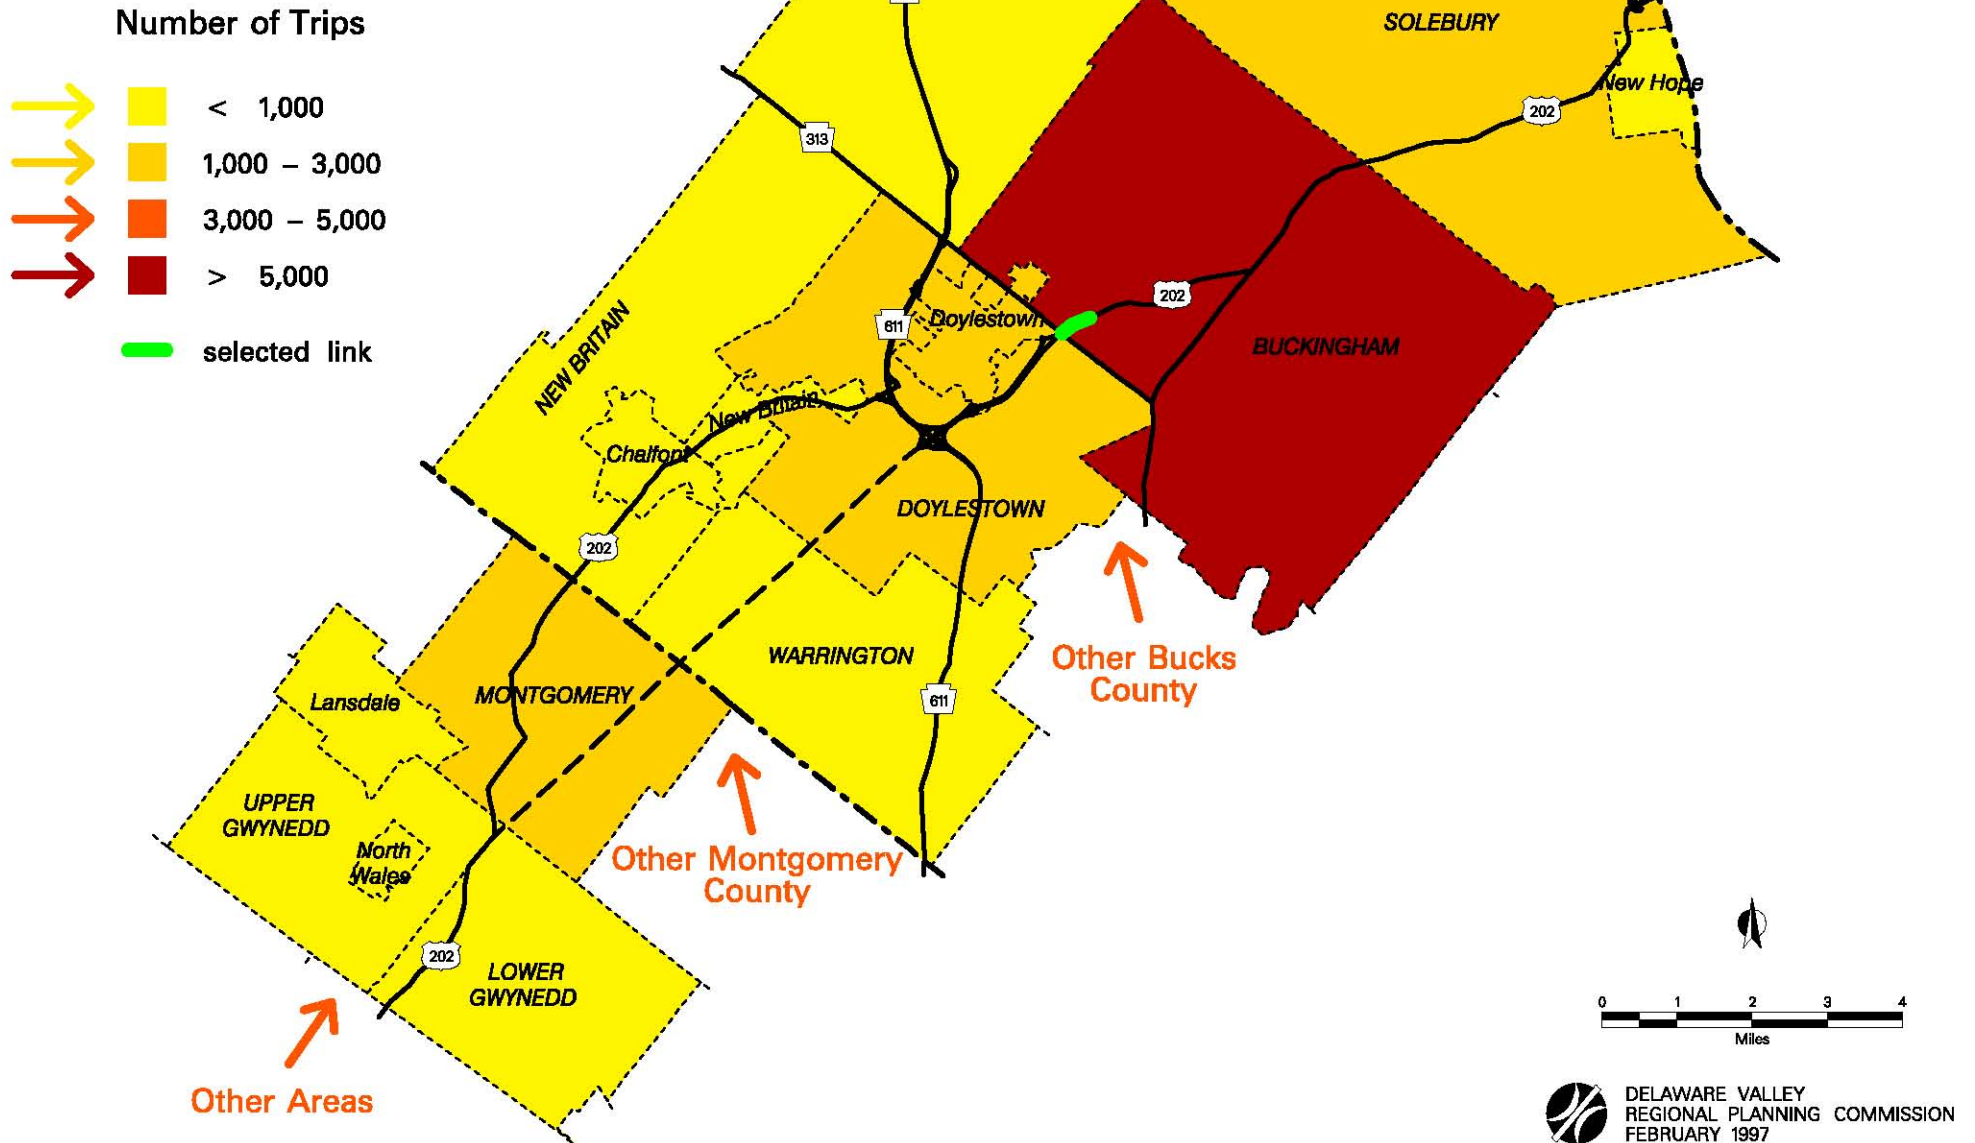 Number of Trips
< 1,000
1,000 – 3,000
3,000 – 5,000
> 5,000
selected link
SOLEBURY
New Hope
202
313
202
611
Doylestown
BUCKINGHAM
NEW BRITAIN
New Britain
Chalfont
DOYLESTOWN
202
WARRINGTON
Other Bucks
County
MONTGOMERY
611
Lansdale
UPPER
GWYNEDD
North
Wales
Other Montgomery
County
202
LOWER
GWYNEDD
Other Areas
0 1 2 3 4
Miles
DELAWARE VALLEY
REGIONAL PLANNING COMMISSION
FEBRUARY 1997